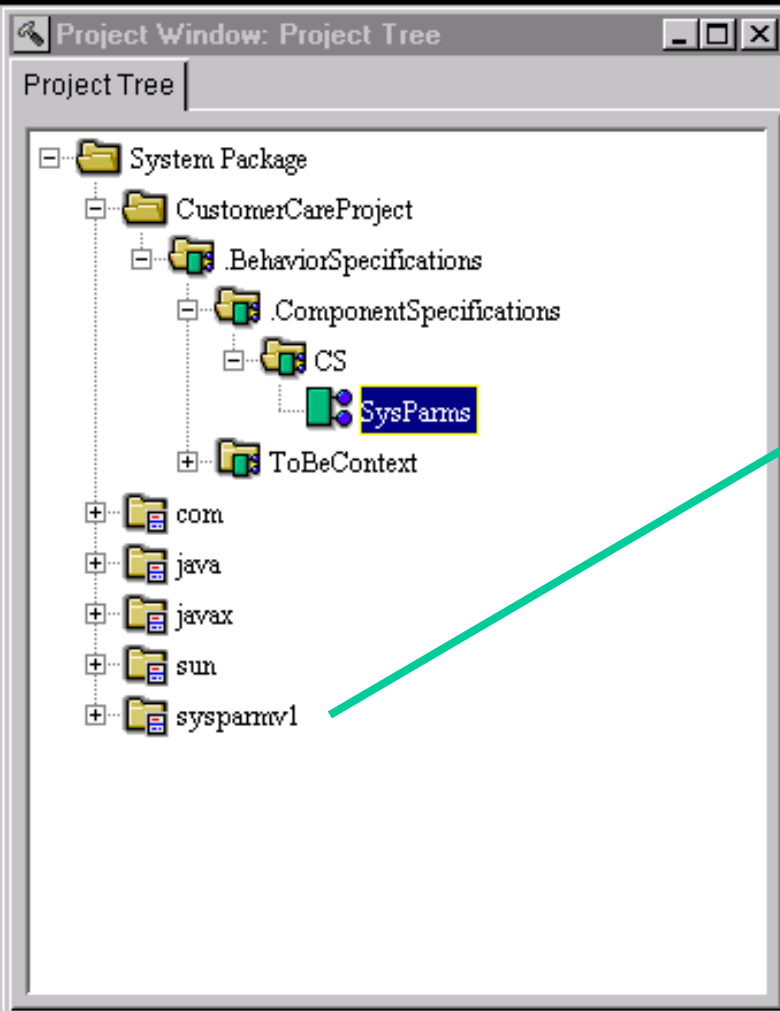 Project Window: Project Tree
Project Tree
System Package
CustomerCareProject
.BehaviorSpecifications
.ComponentSpecifications
CS
SysParms
ToBeContext
com
java
javax
sun
sysparmv1